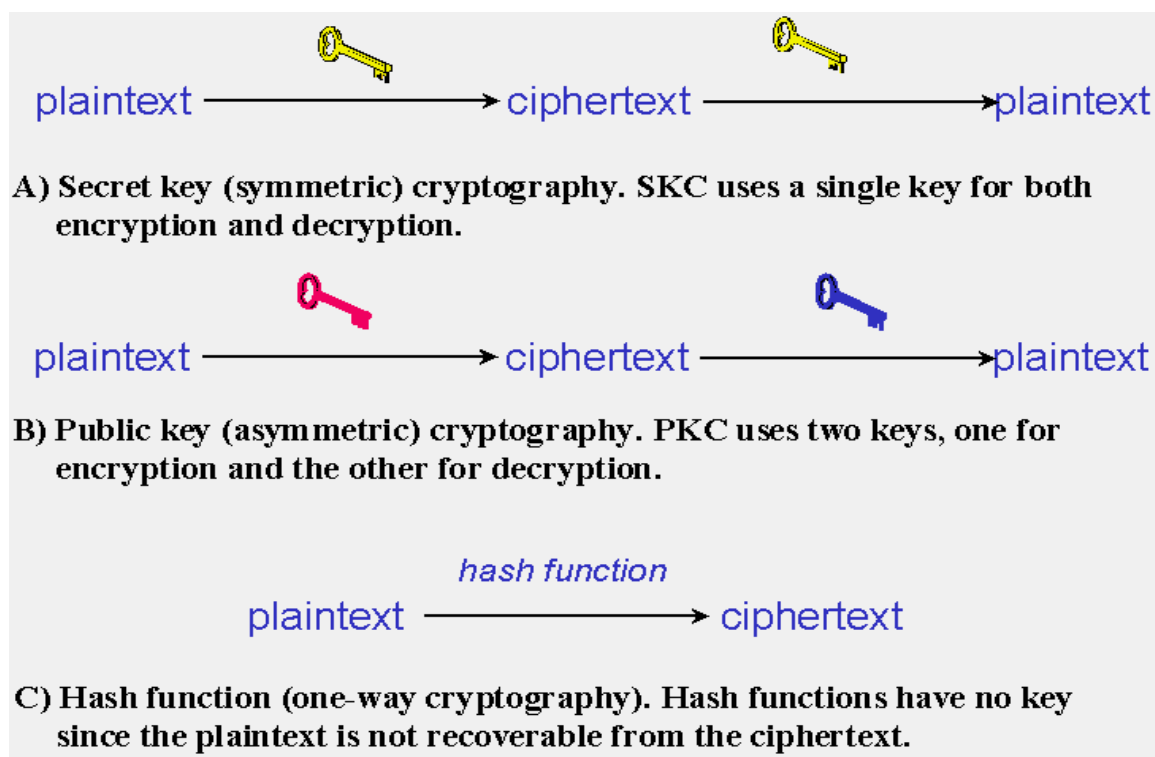 plaintext ciphertext plaintext
A) Secret key (symmetric) cryptography. SKC uses a single key for both
encryption and decryption.
plaintext ciphertext plaintext
B) Public key (asymmetric) cryptography. PKC uses two keys, one for
encryption and the other for decryption.
hash function
plaintext ciphertext
C) Hash function (one-way cryptography). Hash functions have no key
since the plaintext is not recoverable from the ciphertext.